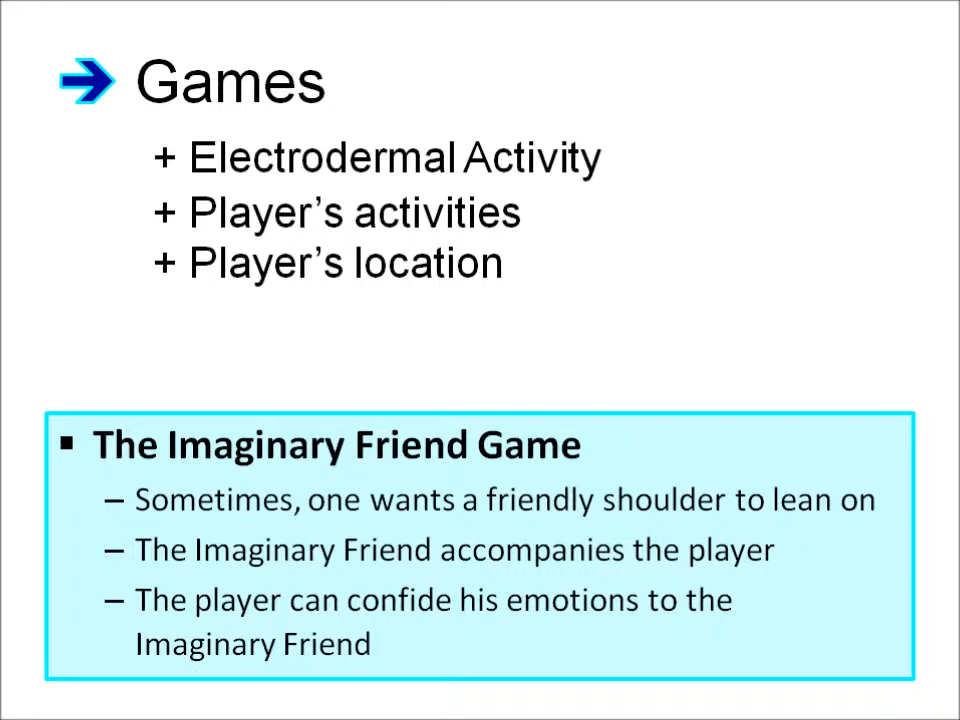 Games
+ Electrodermal Activity
+ Player’s activities
+ Player’s location
▪ The Imaginary Friend Game
– Sometimes, one wants a friendly shoulder to lean on
– The Imaginary Friend accompanies the player
– The player can confide his emotions to the
Imaginary Friend